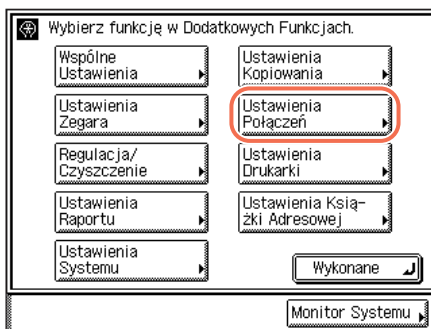 Wybierz funkcję w Dodatkowych Funkcjach.
Wspólne
Ustawienia
Ustawienia
Kopiowania
Ustawienia
Zegara
Ustawienia
Połączeń
Regulacja/
Czyszczenie
Ustawienia
Drukarki
Ustawienia
Raportu
Ustawienia Ksią-
żki Adresowej
Ustawienia
Systemu
Wykonane
Monitor Systemu